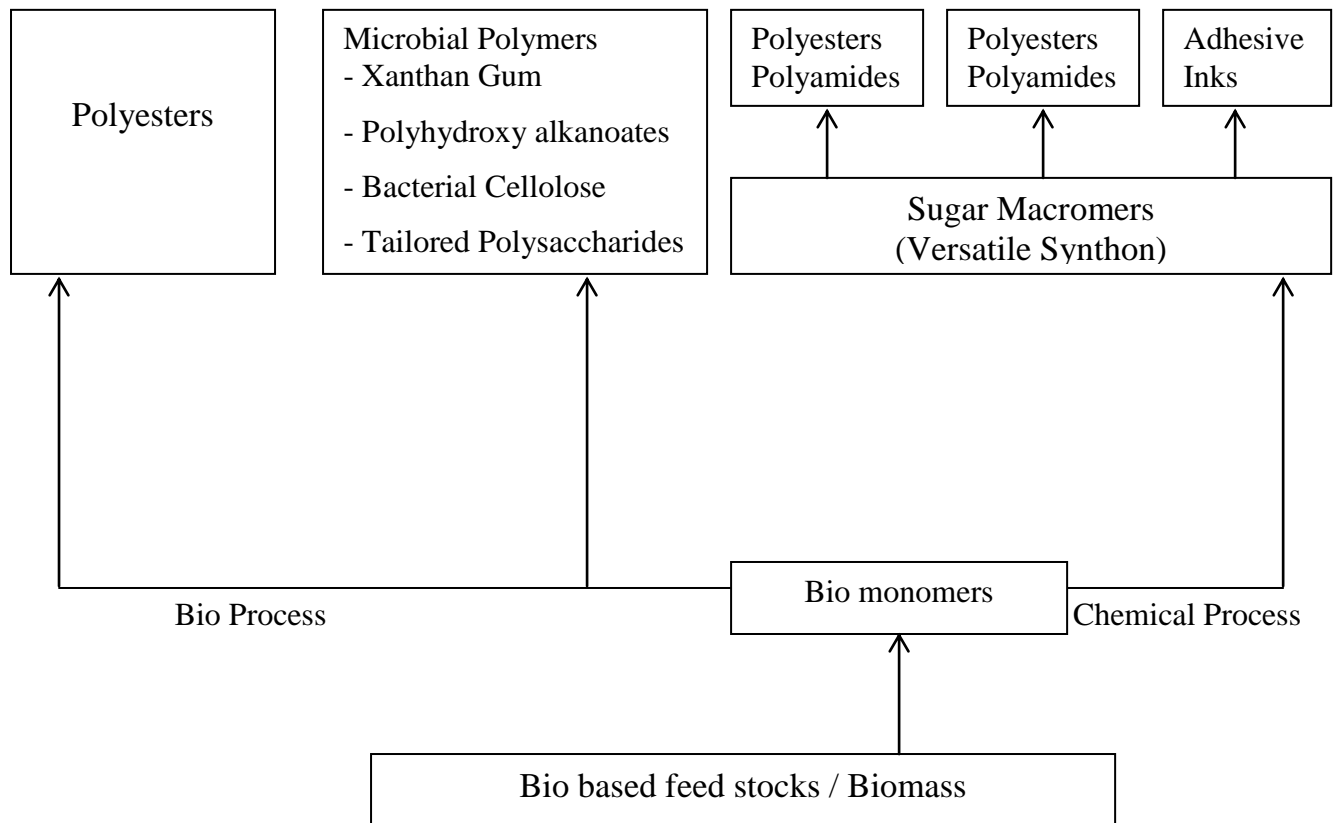 Polyesters
Microbial Polymers
- Xanthan Gum
- Polyhydroxy alkanoates
- Bacterial Cellolose
- Tailored Polysaccharides
Polyesters
Polyamides
Polyesters
Polyamides
Adhesive
Inks
Sugar Macromers
(Versatile Synthon)
Bio monomers
Bio Process
Chemical Process
Bio based feed stocks / Biomass